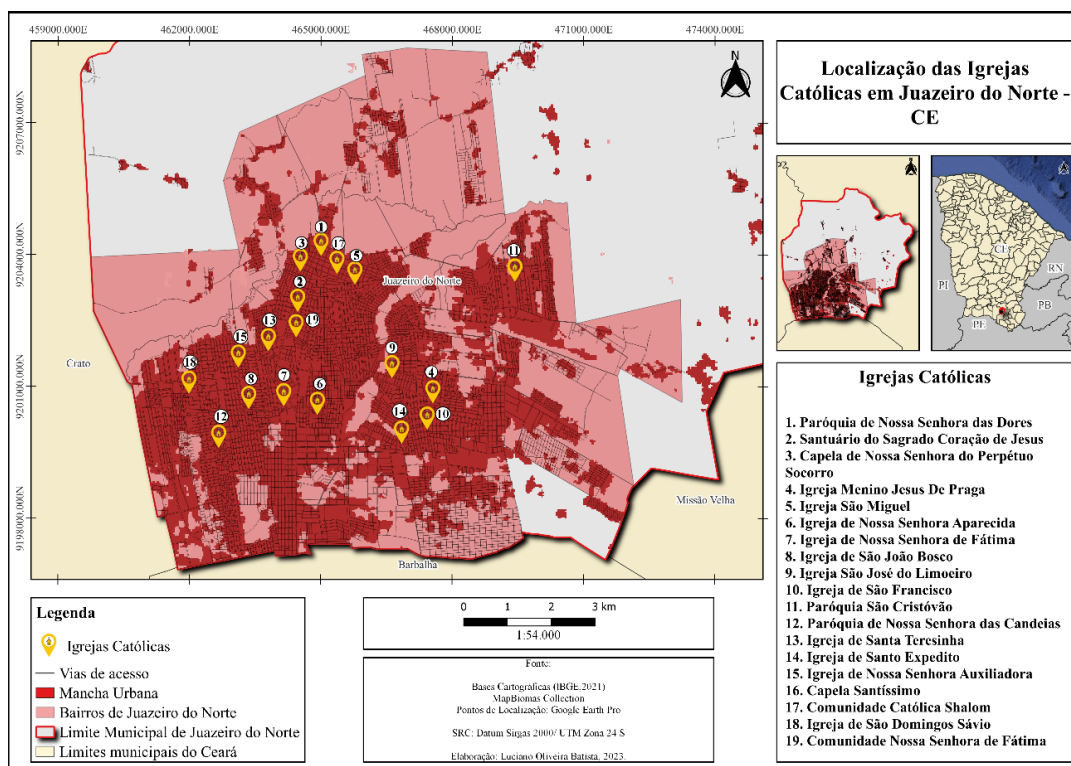 459000.000E 462000.000E 465000.000E 468000.000E 471000.000E 474000.000E
9207000.000N
9204000.000N
9201000.000N
9198000.000N
N
1
3
17
5
11
2
Juazeiro do Norte
19
13
15
9
Crato
18
8
7
6
4
12
14
10
Missão Velha
Barbalha
Localização das Igrejas
Católicas em Juazeiro do Norte -
CE
CE
RN
PI
PB
PE
Igrejas Católicas
1. Paróquia de Nossa Senhora das Dores
2. Santuário do Sagrado Coração de Jesus
3. Capela de Nossa Senhora do Perpétuo
Socorro
4. Igreja Menino Jesus De Praga
5. Igreja São Miguel
6. Igreja de Nossa Senhora Aparecida
7. Igreja de Nossa Senhora de Fátima
8. Igreja de São João Bosco
9. Igreja São José do Limoeiro
10. Igreja de São Francisco
11. Paróquia São Cristóvão
12. Paróquia de Nossa Senhora das Candeias
13. Igreja de Santa Teresinha
14. Igreja de Santo Expedito
15. Igreja de Nossa Senhora Auxiliadora
16. Capela Santíssimo
17. Comunidade Católica Shalom
18. Igreja de São Domingos Sávio
19. Comunidade Nossa Senhora de Fátima
Legenda
Igrejas Católicas
Vias de acesso
Mancha Urbana
Bairros de Juazeiro do Norte
Limite Municipal de Juazeiro do Norte
Limites municipais do Ceará
0 1 2 3 km
1:54.000
Fonte:
Bases Cartográficas (IBGE,2021)
MapBiomas Collection
Pontos de Localização: Google Earth Pro
SRC: Datum Sirgas 2000/ UTM Zona 24 S
Elaboração: Luciano Oliveira Batista, 2023.